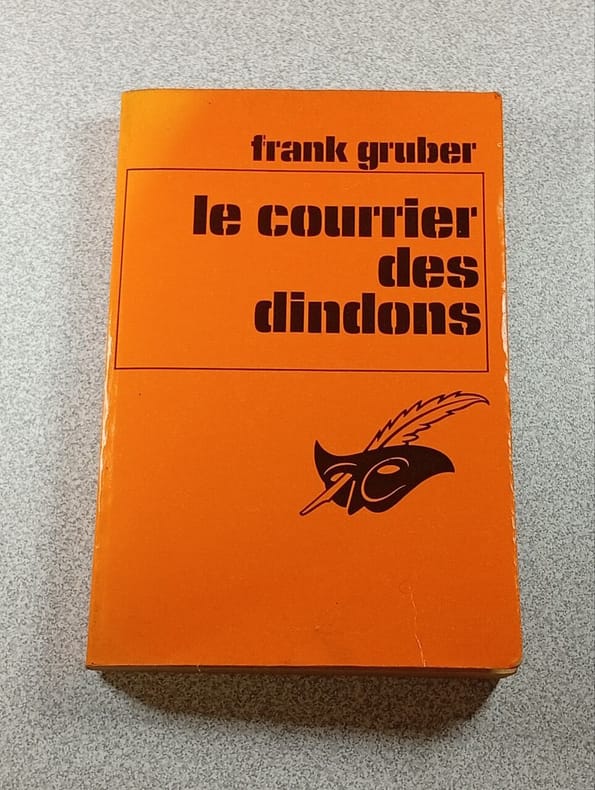 frank gruber
le courrier
des
dindons